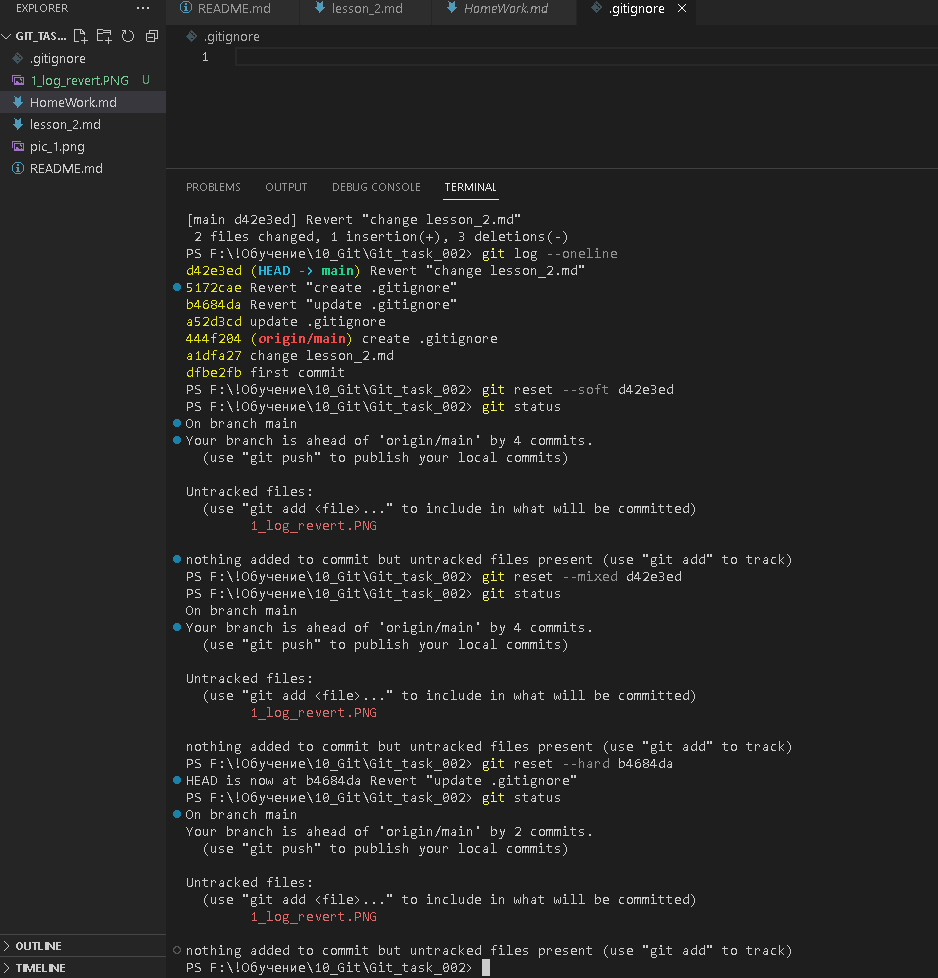 EXPLORER ...
GIT_TAS...
.gitignore
1_log_revert.PNG U
HomeWork.md
lesson_2.md
pic_1.png
README.md
OUTLINE
TIMELINE
README.md lesson_2.md HomeWork.md .gitignore
.gitignore
1
PROBLEMS OUTPUT DEBUG CONSOLE TERMINAL
[main d42e3ed] Revert "change lesson_2.md"
2 files changed, 1 insertion(+), 3 deletions(-)
PS F:\!Обучение\10_Git\Git_task_002> git log --oneline
d42e3ed (HEAD -> main) Revert "change lesson_2.md"
5172cae Revert "create .gitignore"
b4684da Revert "update .gitignore"
a52d3cd update .gitignore
444f204 (origin/main) create .gitignore
a1dfa27 change lesson_2.md
dfbe2fb first commit
PS F:\!Обучение\10_Git\Git_task_002> git reset --soft d42e3ed
PS F:\!Обучение\10_Git\Git_task_002> git status
On branch main
Your branch is ahead of 'origin/main' by 4 commits.
(use "git push" to publish your local commits)
Untracked files:
(use "git add <file>..." to include in what will be committed)
1_log_revert.PNG
nothing added to commit but untracked files present (use "git add" to track)
PS F:\!Обучение\10_Git\Git_task_002> git reset --mixed d42e3ed
PS F:\!Обучение\10_Git\Git_task_002> git status
On branch main
Your branch is ahead of 'origin/main' by 4 commits.
(use "git push" to publish your local commits)
Untracked files:
(use "git add <file>..." to include in what will be committed)
1_log_revert.PNG
nothing added to commit but untracked files present (use "git add" to track)
PS F:\!Обучение\10_Git\Git_task_002> git reset --hard b4684da
HEAD is now at b4684da Revert "update .gitignore"
PS F:\!Обучение\10_Git\Git_task_002> git status
On branch main
Your branch is ahead of 'origin/main' by 2 commits.
(use "git push" to publish your local commits)
Untracked files:
(use "git add <file>..." to include in what will be committed)
1_log_revert.PNG
nothing added to commit but untracked files present (use "git add" to track)
PS F:\!Обучение\10_Git\Git_task_002>